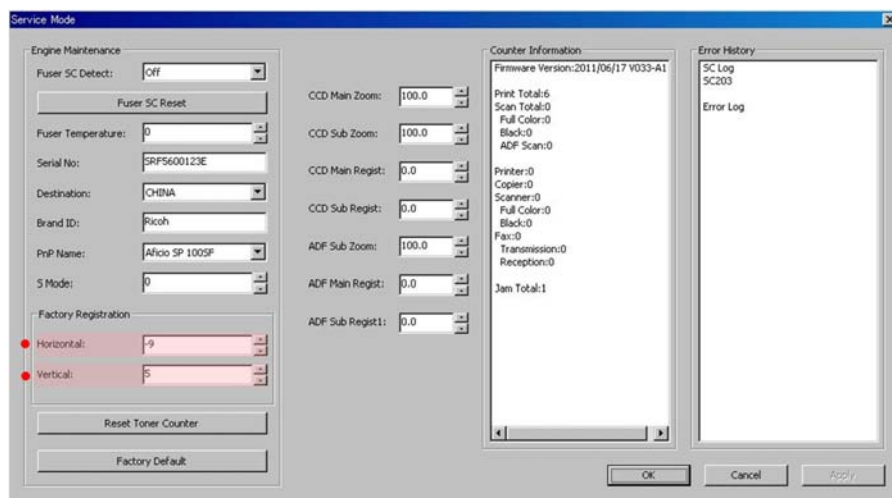 Service Mode
Engine Maintenance
Fuser SC Detect: Off
Fuser SC Reset
Fuser Temperature: 0
Serial No: SRF5600123E
Destination: CHINA
Brand ID: Ricoh
PnP Name: Aficio SP 100SF
S Mode: 0
Factory Registration
Horizontal: -9
Vertical: 5
Reset Toner Counter
Factory Default
CCD Main Zoom: 100.0
CCD Sub Zoom: 100.0
CCD Main Regist: 0.0
CCD Sub Regist: 0.0
ADF Sub Zoom: 100.0
ADF Main Regist: 0.0
ADF Sub Regist1: 0.0
Counter Information
Firmware Version:2011/06/17 V033-A1
Print Total:6
Scan Total:0
Full Color:0
Black:0
ADF Scan:0
Printer:0
Copier:0
Scanner:0
Full Color:0
Black:0
Fax:0
Transmission:0
Reception:0
Jam Total:1
Error History
SC Log
SC203
Error Log
OK
Cancel
Apply